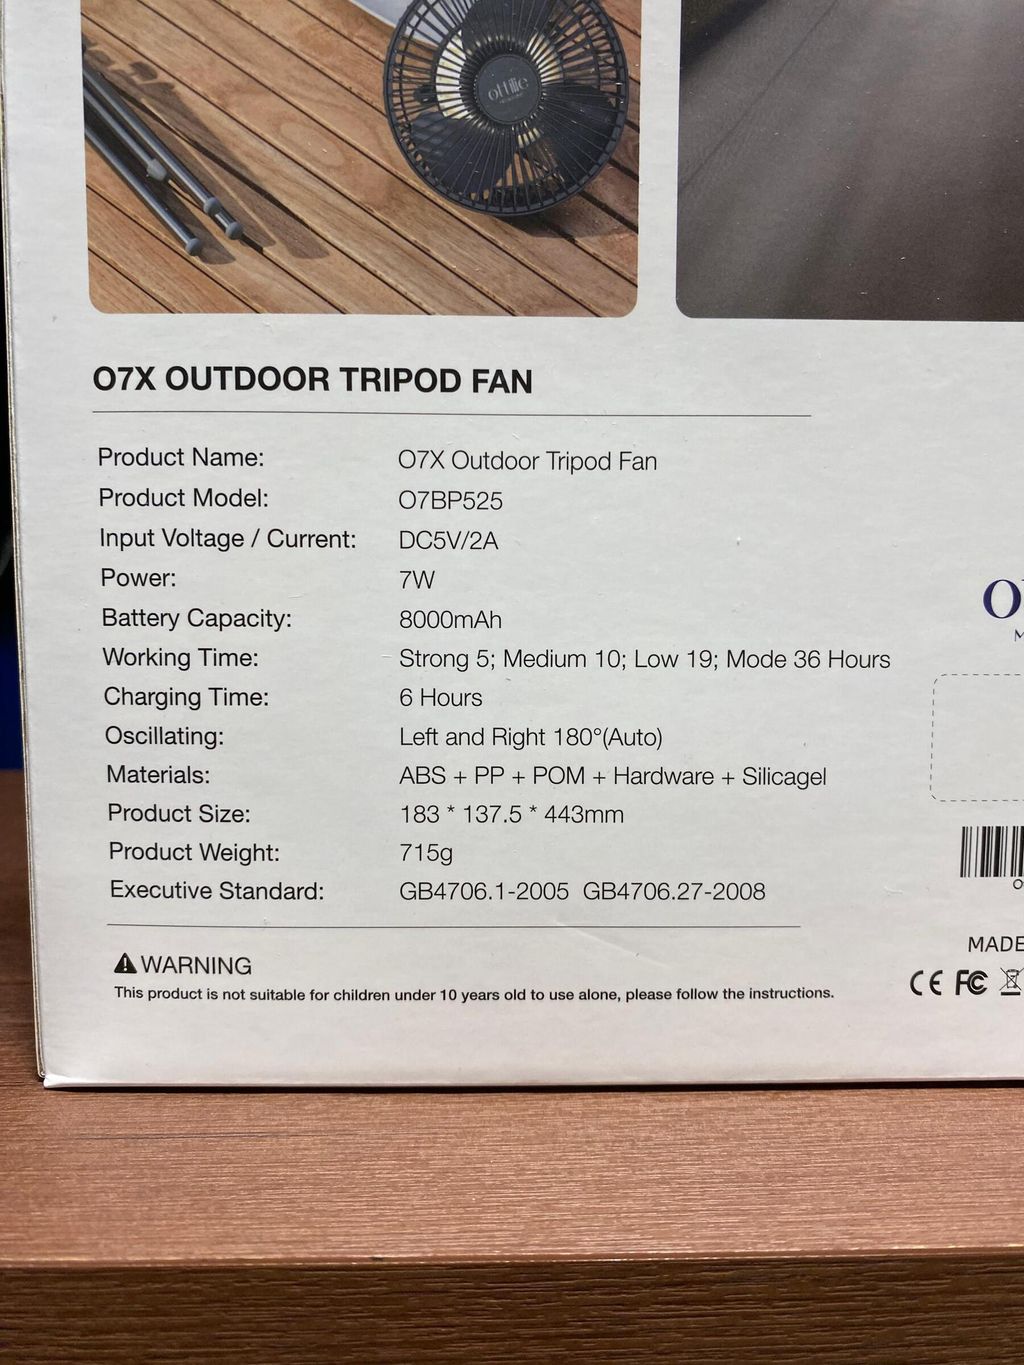 ottilie
O7X OUTDOOR TRIPOD FAN
Product Name: O7X Outdoor Tripod Fan
Product Model: O7BP525
Input Voltage / Current: DC5V/2A
Power: 7W
Battery Capacity: 8000mAh
Working Time: Strong 5; Medium 10; Low 19; Mode 36 Hours
Charging Time: 6 Hours
Oscillating: Left and Right 180°(Auto)
Materials: ABS + PP + POM + Hardware + Silicagel
Product Size: 183 * 137.5 * 443mm
Product Weight: 715g
Executive Standard: GB4706.1-2005 GB4706.27-2008
WARNING
This product is not suitable for children under 10 years old to use alone, please follow the instructions.
MADE
CE FC